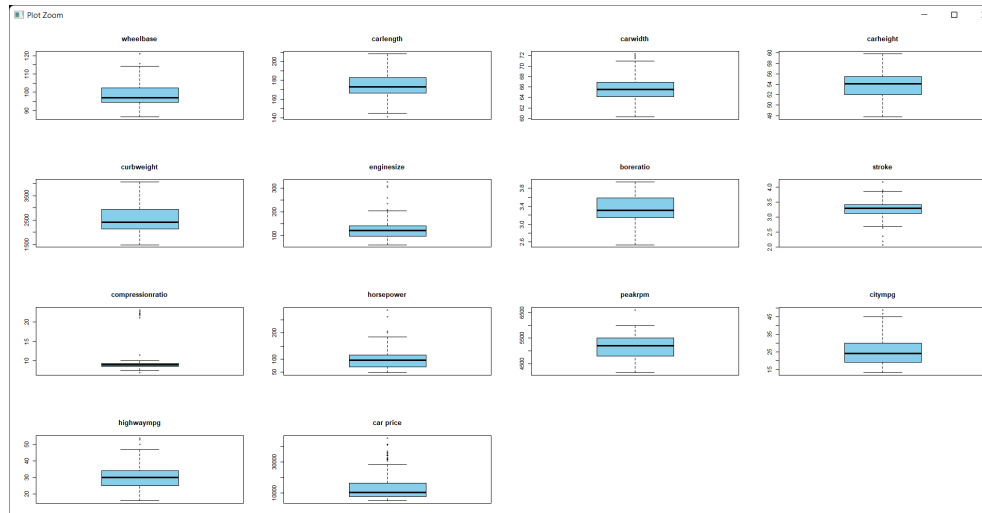 Plot Zoom
wheelbase
90 100 120
carlength
140 160 180 200
carwidth
60 62 64 66 68 72
carheight
48 50 52 54 56 58 60
curbweight
1500 2500 3500
enginesize
100 200 300
boreratio
2.6 3.0 3.4 3.8
stroke
2.0 2.5 3.0 3.5 4.0
compressionratio
10 15 20
horsepower
50 100 200
peakrpm
4500 5500 6500
citympg
15 25 35 45
highwaympg
20 30 40 50
car price
10000 30000